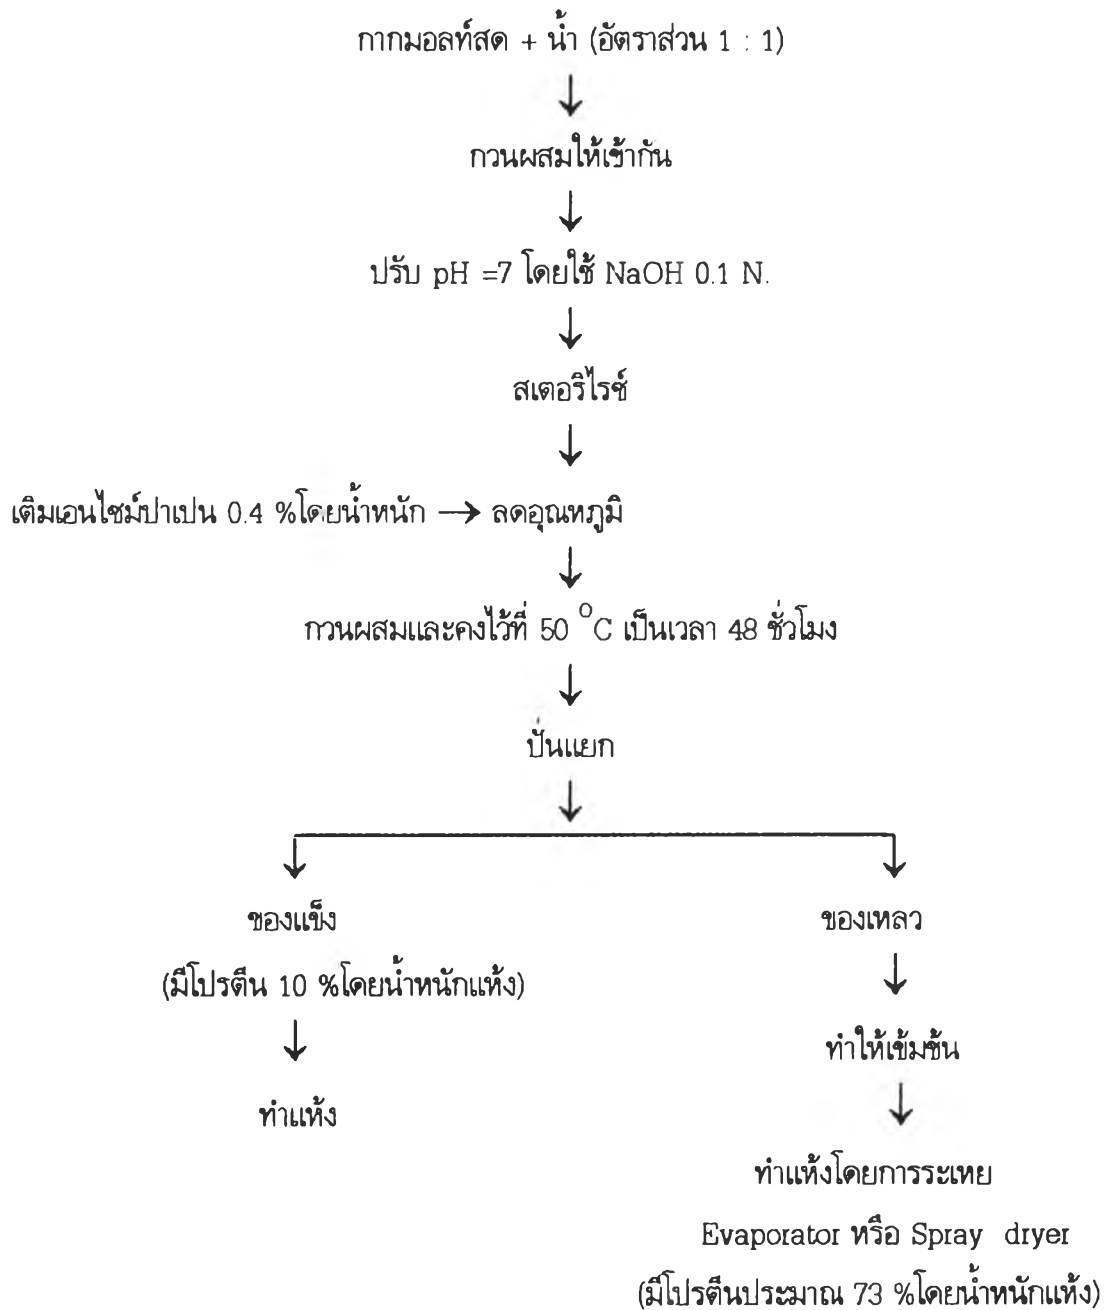 กากมอลท์สด + น้ำ (อัตราส่วน 1 : 1)
กวนผสมให้เข้ากัน
ปรับ pH =7 โดยใช้ NaOH 0.1 N.
สเตอริไรซ์
เติมเอนไซม์ปาเปน 0.4 %โดยน้ำหนัก → ลดอุณหภูมิ
กวนผสมและคงไว้ที่ 50 °C เป็นเวลา 48 ชั่วโมง
ปั่นแยก
ของแข็ง ของเหลว
(มีโปรตีน 10 %โดยน้ำหนักแห้ง)
ทำให้เข้มข้น
ทำแห้ง
ทำแห้งโดยการระเหย
Evaporator หรือ Spray dryer
(มีโปรตีนประมาณ 73 %โดยน้ำหนักแห้ง)